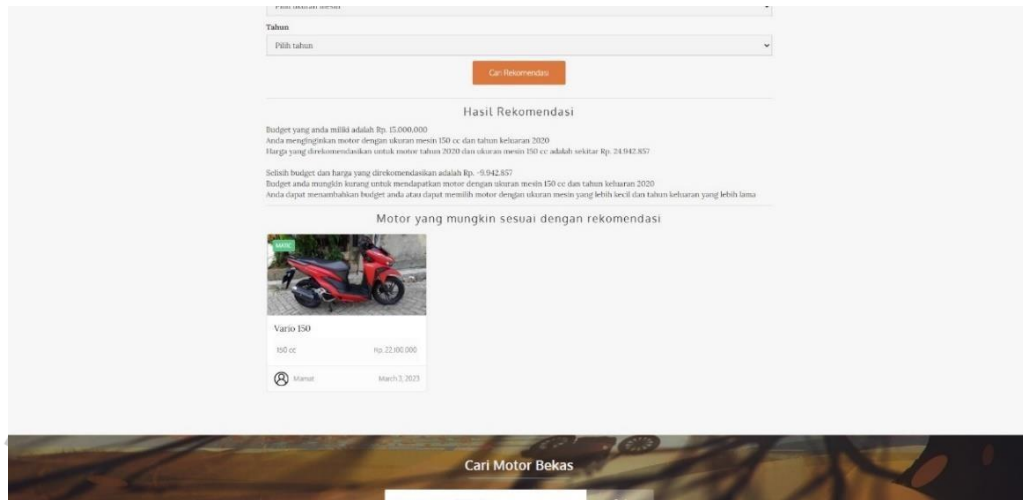 Pilih ukuran mesin
Tahun
Pilih tahun
Cari Rekomendasi
Hasil Rekomendasi
Budget yang anda miliki adalah Rp. 15.000.000
Anda menginginkan motor dengan ukuran mesin 150 cc dan tahun keluaran 2020
Harga yang direkomendasikan untuk motor tahun 2020 dan ukuran mesin 150 cc adalah sekitar Rp. 24.942.857
Selisih budget dan harga yang direkomendasikan adalah Rp. -9.942.857
Budget anda mungkin kurang untuk mendapatkan motor dengan ukuran mesin 150 cc dan tahun keluaran 2020
Anda dapat menambahkan budget anda atau dapat memilih motor dengan ukuran mesin yang lebih kecil dan tahun keluaran yang lebih lama
Motor yang mungkin sesuai dengan rekomendasi
MATIC
Vario 150
150 cc Rp. 22.100.000
Mamat March 3, 2023
Cari Motor Bekas